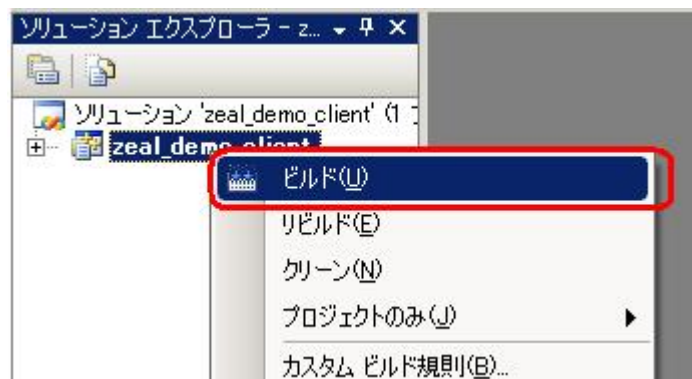 ソリューション エクスプローラ - z...
ソリューション 'zeal_demo_client' (1
zeal_demo_client
ビルド(U)
リビルド(E)
クリーン(N)
プロジェクトのみ(J)
カスタム ビルド規則(B)...